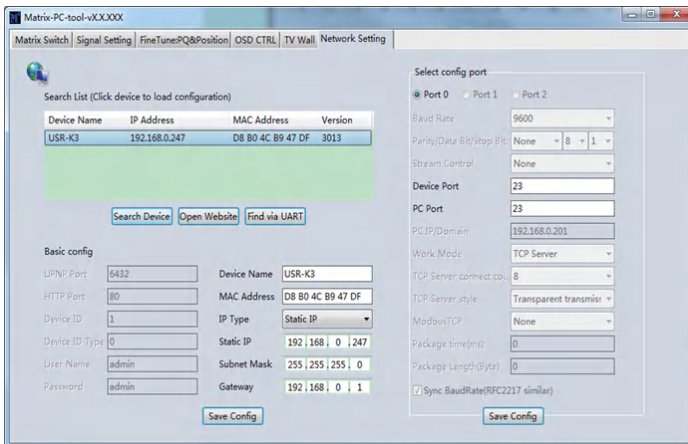 Matrix-PC-tool-vX.X.XXX
Matrix Switch Signal Setting FineTune:PQ&Position OSD CTRL TV Wall Network Setting
Search List (Click device to load configuration)
Device Name IP Address MAC Address Version
USR-K3 192.168.0.247 D8 B0 4C B9 47 DF 3013
Search Device Open Website Find via UART
Basic config
UPNP Port 6432 Device Name USR-K3
HTTP Port 80 MAC Address D8 B0 4C B9 47 DF
Device ID 1 IP Type Static IP
Device ID Type 0 Static IP 192 . 168 . 0 . 247
User Name admin Subnet Mask 255 . 255 . 255 . 0
Password admin Gateway 192 . 168 . 0 . 1
Save Config
Select config port
Port 0 Port 1 Port 2
Baud Rate 9600
Parity/Data Bit/Stop Bit None 8 1
Stream Control None
Device Port 23
PC Port 23
PC IP/Domain 192.168.0.201
Work Mode TCP Server
TCP Server connect cou 8
TCP Server style Transparent transmiss
ModbusTCP None
Package time(ms) 0
Package Length(Byte) 0
Sync BaudRate(RFC2217 similar)
Save Config